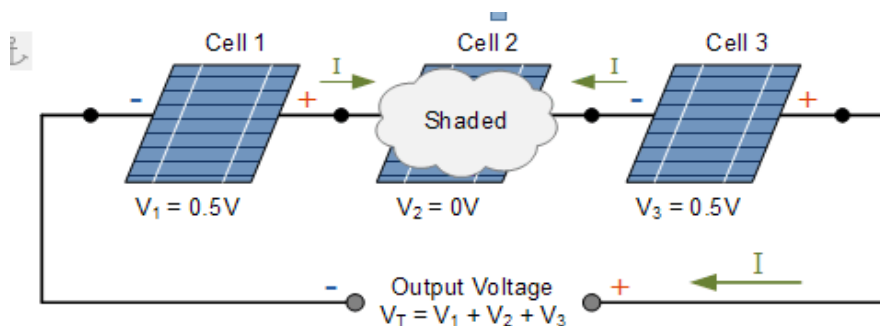 Cell 1
Cell 2
Cell 3
I
I
-
+
Shaded
-
+
V₁ = 0.5V
V₂ = 0V
V₃ = 0.5V
I
-
Output Voltage
+
V_T = V₁ + V₂ + V₃